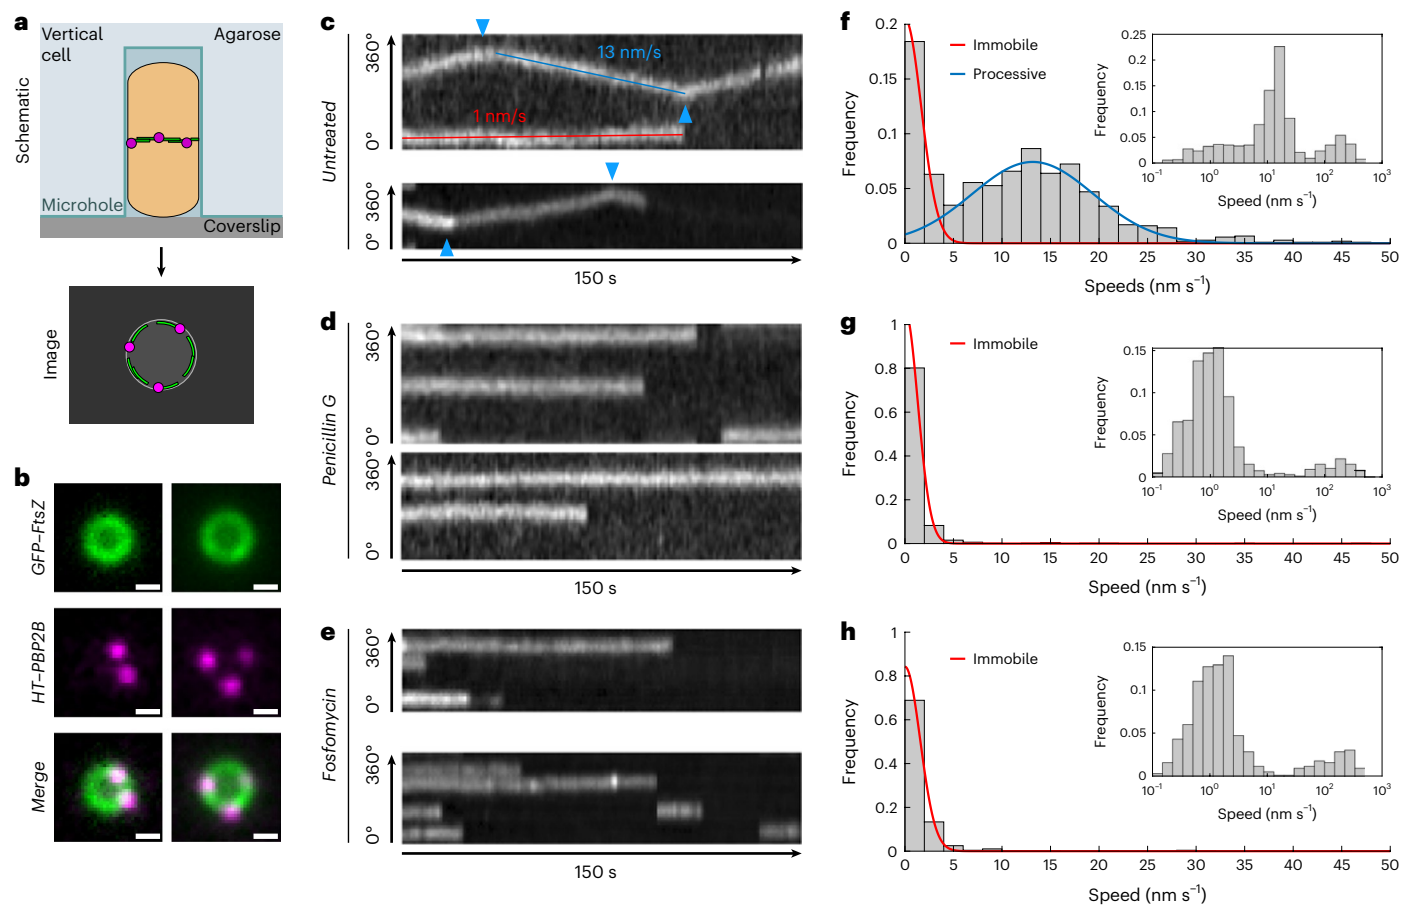 a
Vertical
cell
Agarose
Schematic
Microhole
Coverslip
Image
b
GFP–FtsZ
HT–PBP2B
Merge
c
Untreated
360°
0°
13 nm/s
1 nm/s
360°
0°
150 s
d
Penicillin G
360°
0°
360°
0°
150 s
e
Fosfomycin
360°
0°
360°
0°
150 s
f
Frequency
0.2
0.15
0.1
0.05
0
Immobile
Processive
0 5 10 15 20 25 30 35 40 45 50
Speeds (nm s⁻¹)
Frequency
0.25
0.20
0.15
0.10
0.05
0
10⁻¹ 10⁰ 10¹ 10² 10³
Speed (nm s⁻¹)
g
Frequency
1
0.8
0.6
0.4
0.2
0
Immobile
0 5 10 15 20 25 30 35 40 45 50
Speed (nm s⁻¹)
Frequency
0.15
0.10
0.05
0
10⁻¹ 10⁰ 10¹ 10² 10³
Speed (nm s⁻¹)
h
Frequency
1
0.8
0.6
0.4
0.2
0
Immobile
0 5 10 15 20 25 30 35 40 45 50
Speed (nm s⁻¹)
Frequency
0.15
0.10
0.05
0
10⁻¹ 10⁰ 10¹ 10² 10³
Speed (nm s⁻¹)